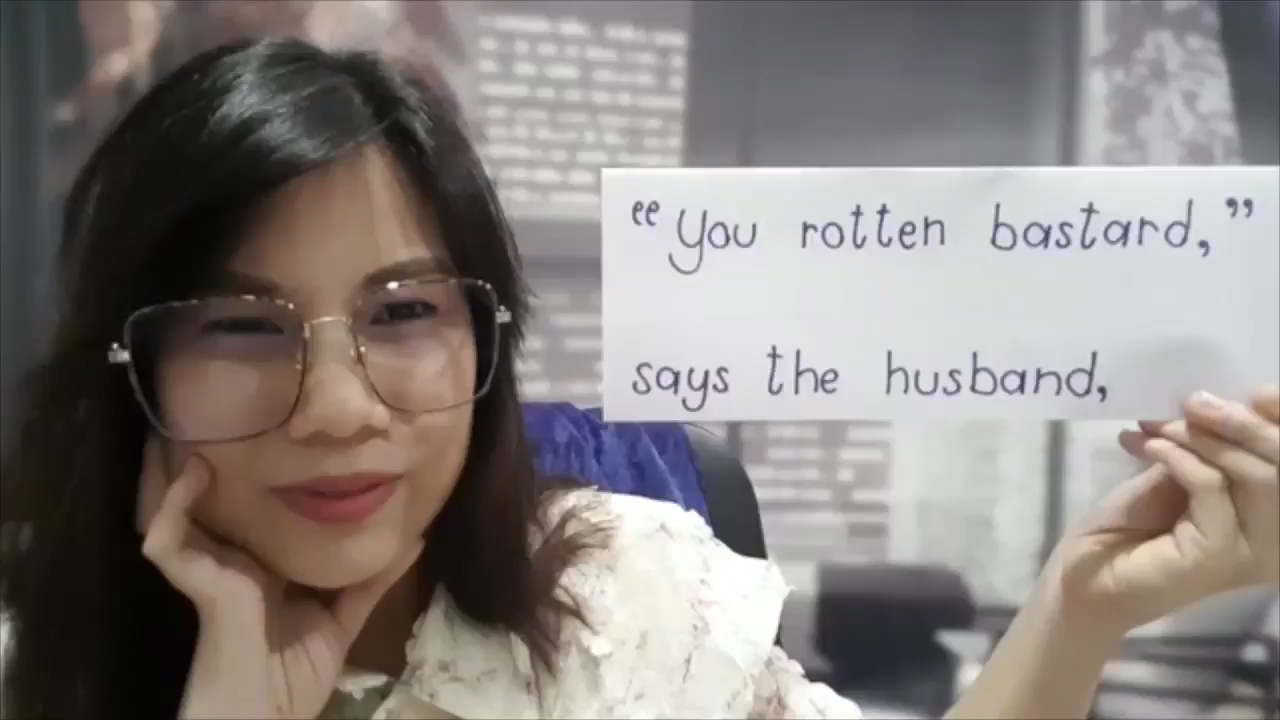 “You rotten bastard,”
says the husband,